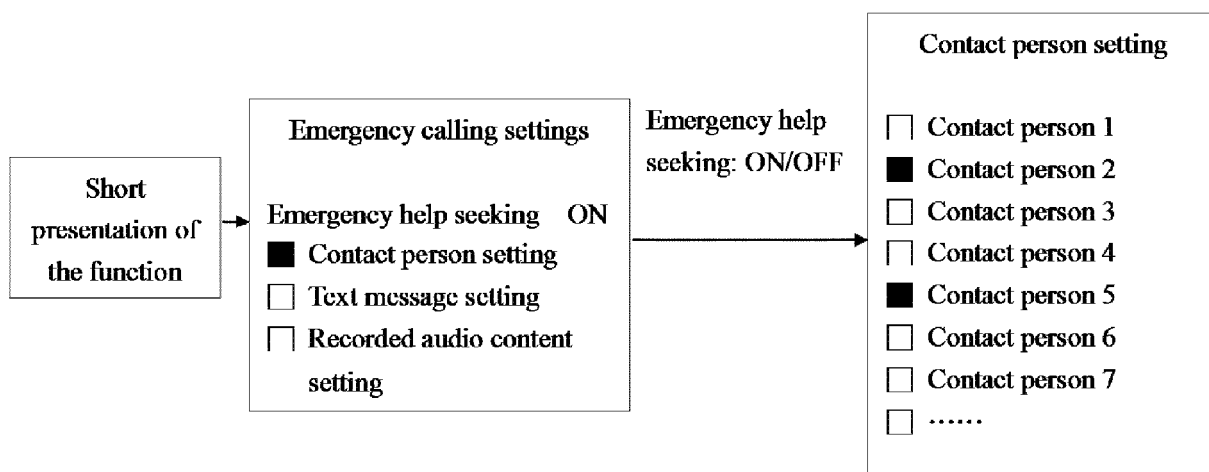 Short
presentation of
the function
Emergency calling settings
Emergency help seeking ON
Contact person setting
Text message setting
Recorded audio content
setting
Emergency help
seeking: ON/OFF
Contact person setting
Contact person 1
Contact person 2
Contact person 3
Contact person 4
Contact person 5
Contact person 6
Contact person 7
······